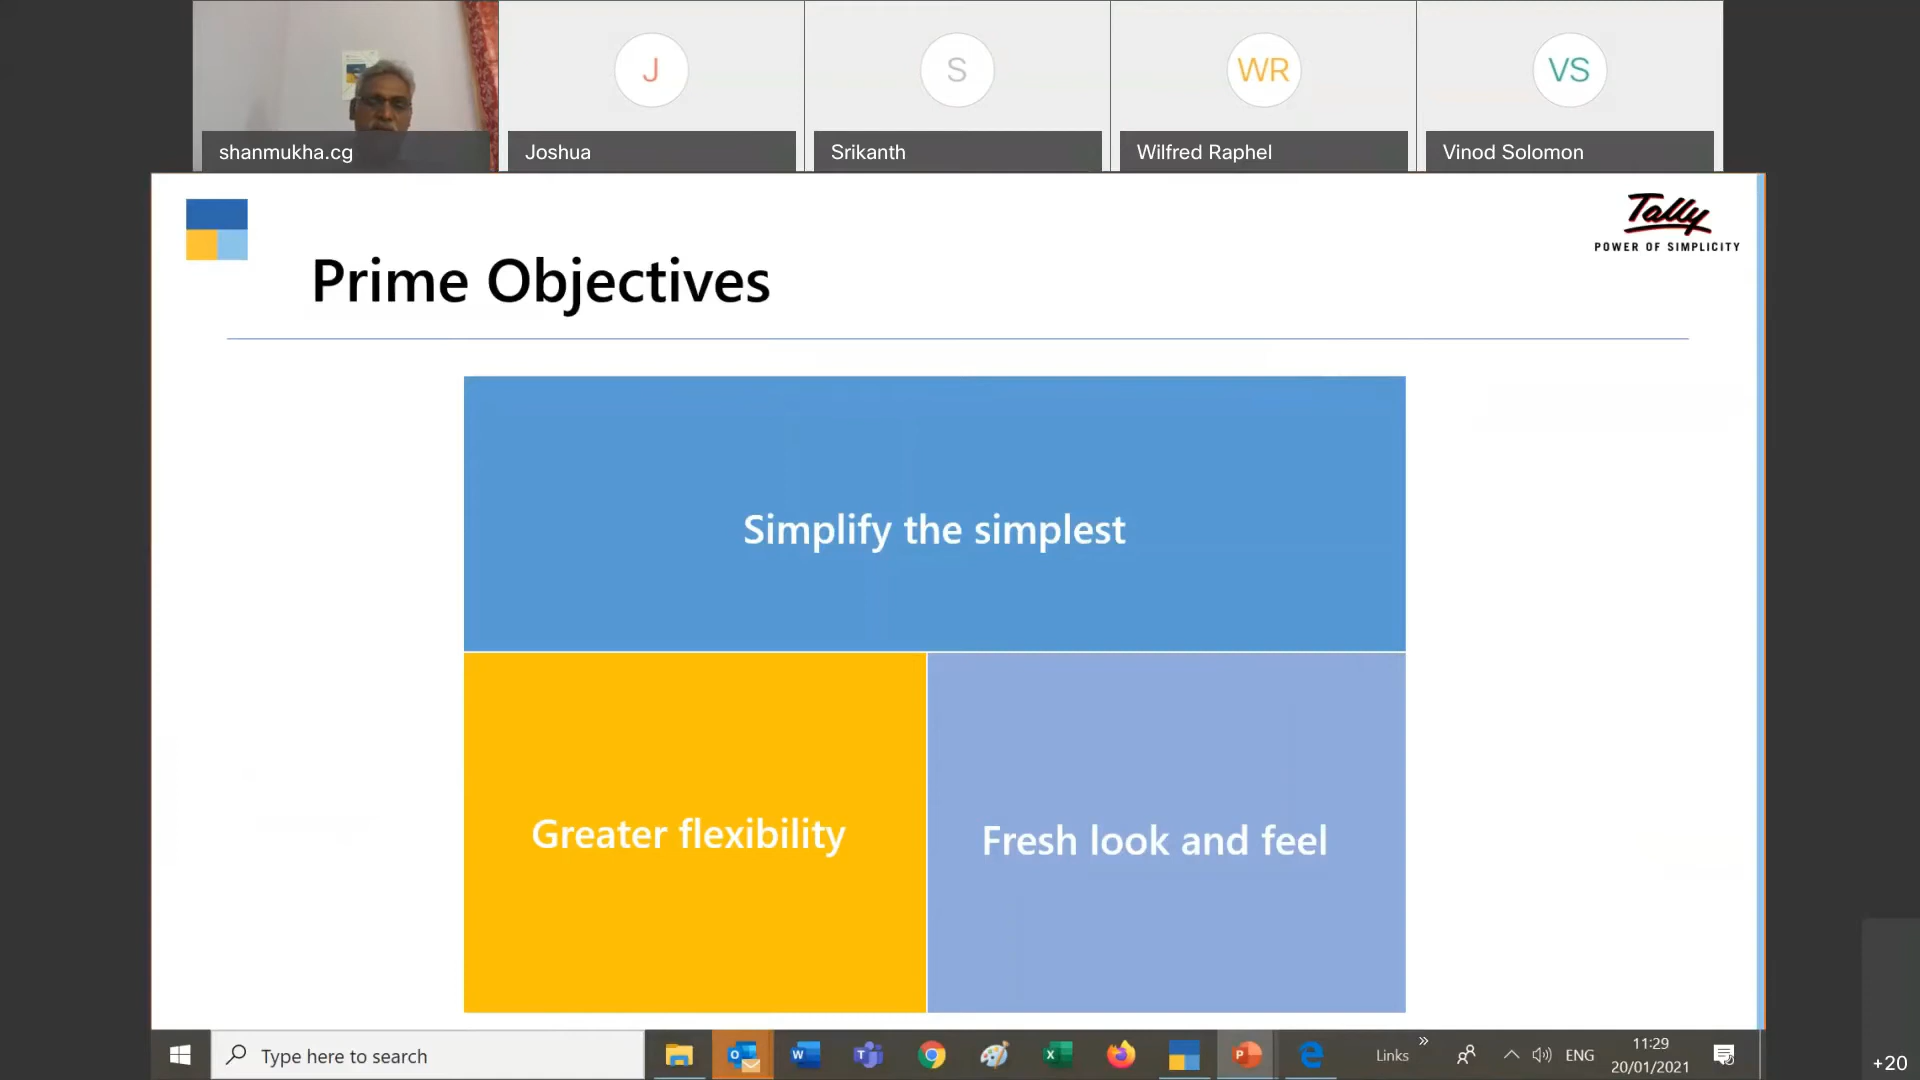 J
S
WR
VS
shanmukha.cg
Joshua
Srikanth
Wilfred Raphel
Vinod Solomon
Tally
POWER OF SIMPLICITY
Prime Objectives
Simplify the simplest
Greater flexibility
Fresh look and feel
Type here to search
Links
ENG
11:29
20/01/2021
+20